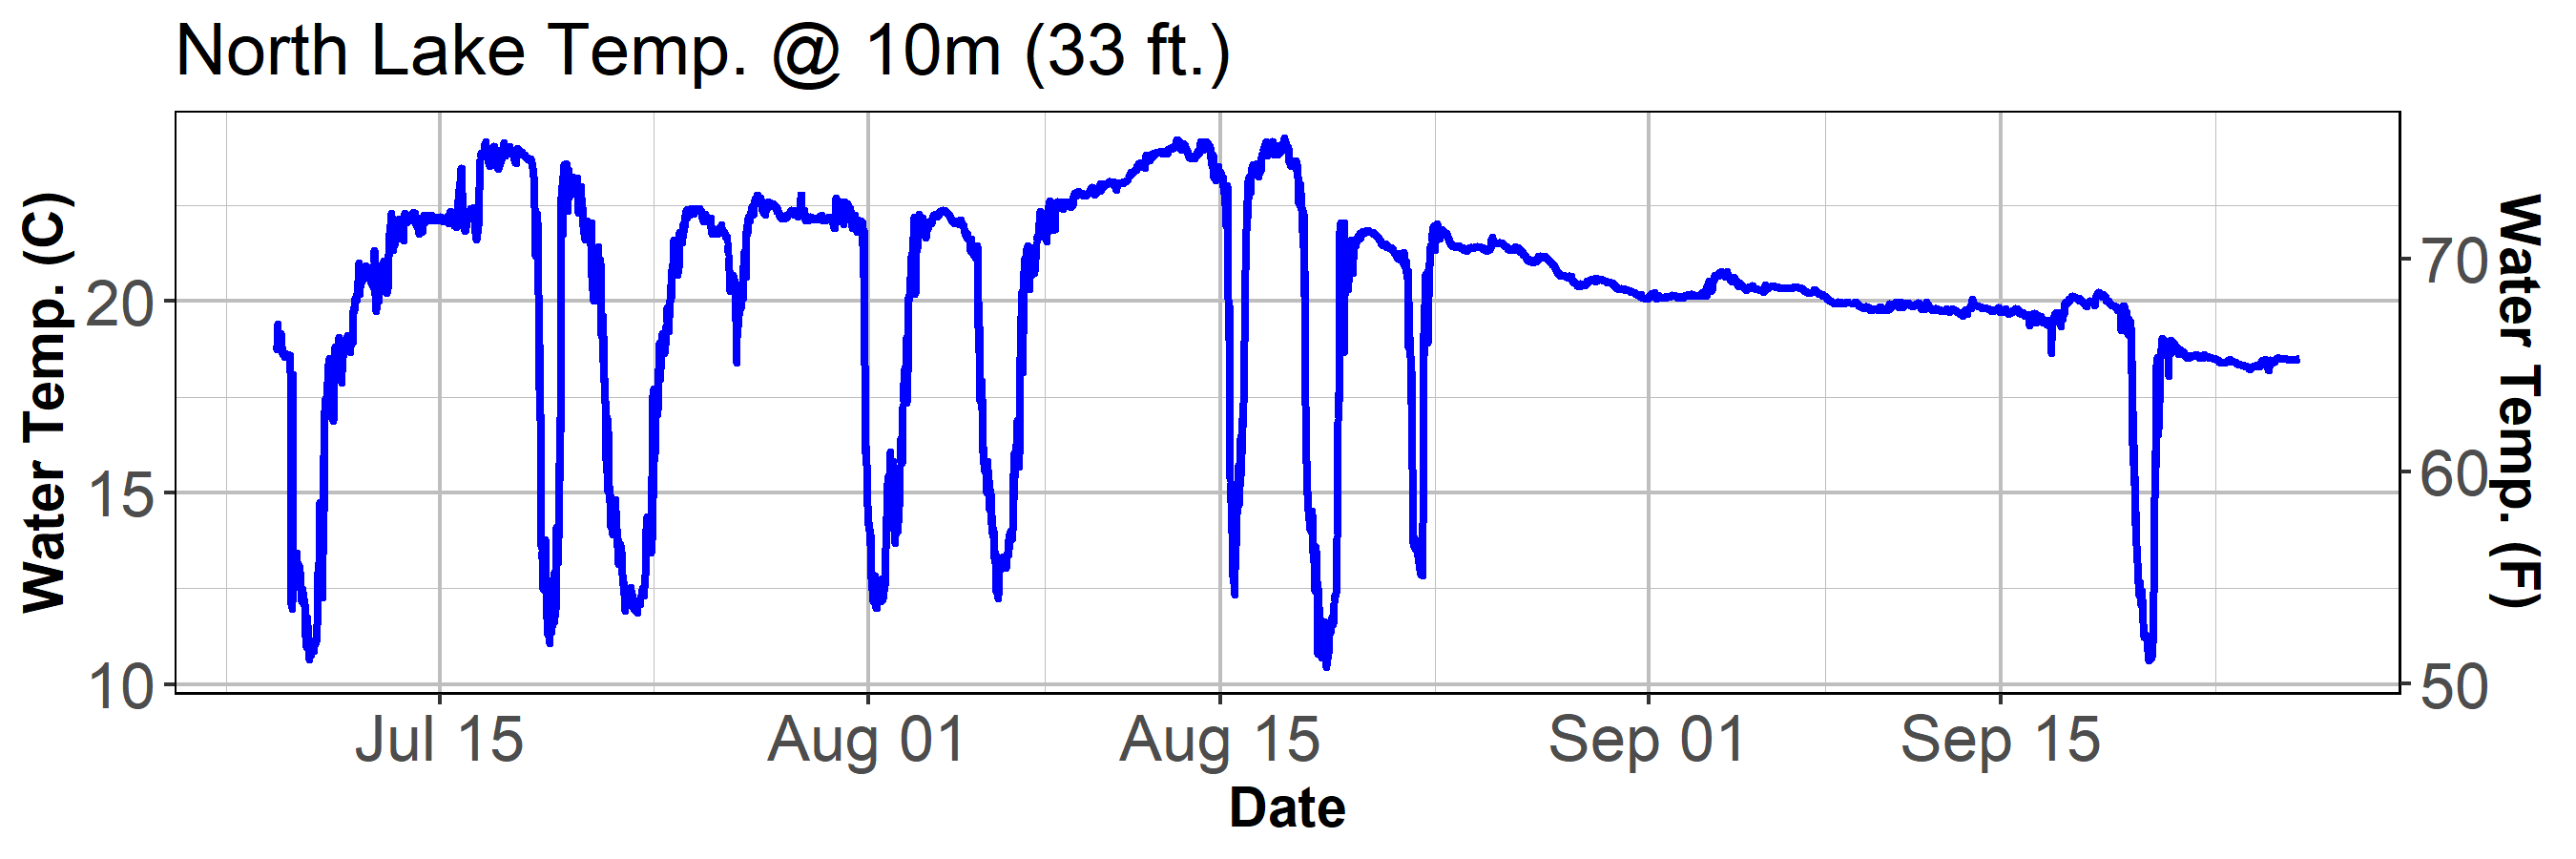 North Lake Temp. @ 10m (33 ft.)
Water Temp. (C)
20
15
10
70
60
50
Water Temp. (F)
Jul 15 Aug 01 Aug 15 Sep 01 Sep 15
Date